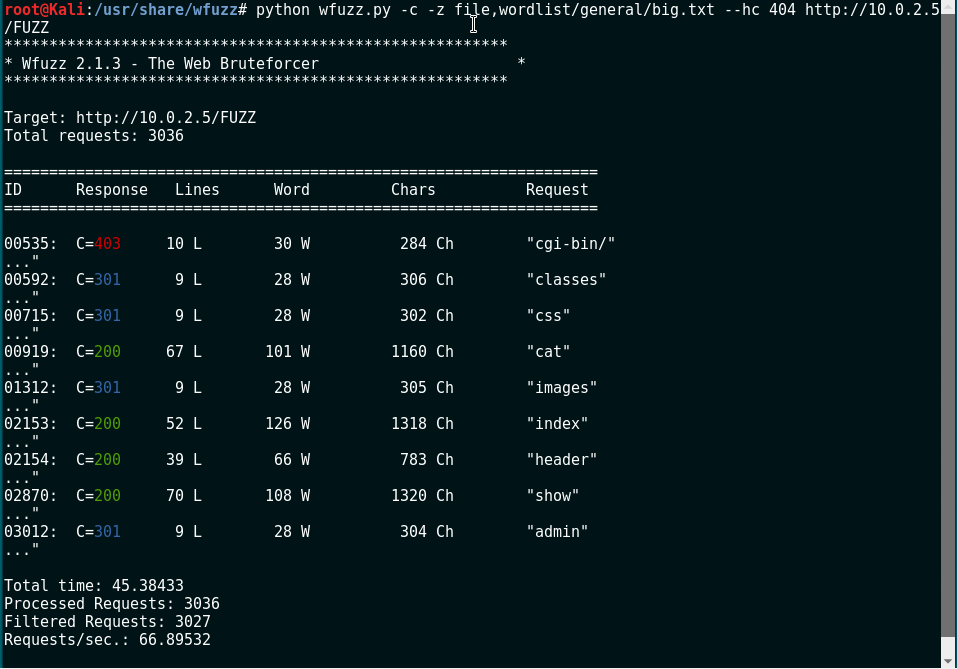 root@Kali:/usr/share/wfuzz# python wfuzz.py -c -z file,wordlist/general/big.txt --hc 404 http://10.0.2.5
/FUZZ
********************************************************
* Wfuzz 2.1.3 - The Web Bruteforcer                      *
********************************************************
Target: http://10.0.2.5/FUZZ
Total requests: 3036
==================================================================
ID      Response   Lines      Word         Chars          Request
==================================================================
00535:  C=403     10 L        30 W          284 Ch        "cgi-bin/"
..."
00592:  C=301      9 L        28 W          306 Ch        "classes"
..."
00715:  C=301      9 L        28 W          302 Ch        "css"
..."
00919:  C=200     67 L       101 W         1160 Ch        "cat"
..."
01312:  C=301      9 L        28 W          305 Ch        "images"
..."
02153:  C=200     52 L       126 W         1318 Ch        "index"
..."
02154:  C=200     39 L        66 W          783 Ch        "header"
..."
02870:  C=200     70 L       108 W         1320 Ch        "show"
..."
03012:  C=301      9 L        28 W          304 Ch        "admin"
..."
Total time: 45.38433
Processed Requests: 3036
Filtered Requests: 3027
Requests/sec.: 66.89532